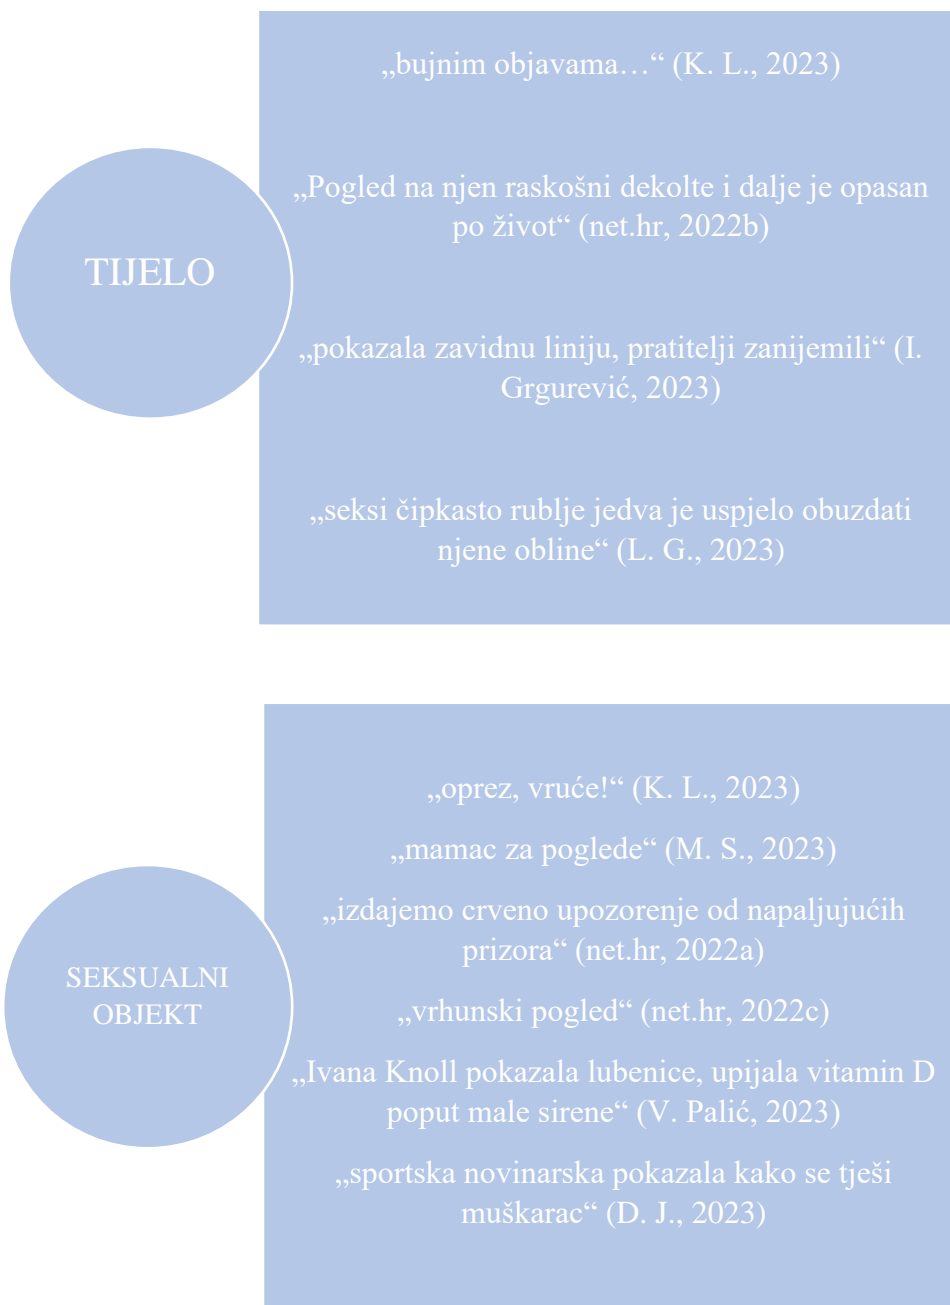 „bujnim objavama…“ (K. L., 2023)
„Pogled na njen raskošni dekolte i dalje je opasan
po život“ (net.hr, 2022b)
TIJELO
„pokazala zavidnu liniju, pratitelji zanijemili“ (I.
Grgurević, 2023)
„seksi čipkasto rublje jedva je uspjelo obuzdati
njene obline“ (L. G., 2023)
„oprez, vruće!“ (K. L., 2023)
„mamac za poglede“ (M. S., 2023)
„izdajemo crveno upozorenje od napaljujućih
prizora“ (net.hr, 2022a)
SEKSUALNI
OBJEKT
„vrhunski pogled“ (net.hr, 2022c)
„Ivana Knoll pokazala lubenice, upijala vitamin D
poput male sirene“ (V. Palić, 2023)
„sportska novinarska pokazala kako se tješi
muškarac“ (D. J., 2023)